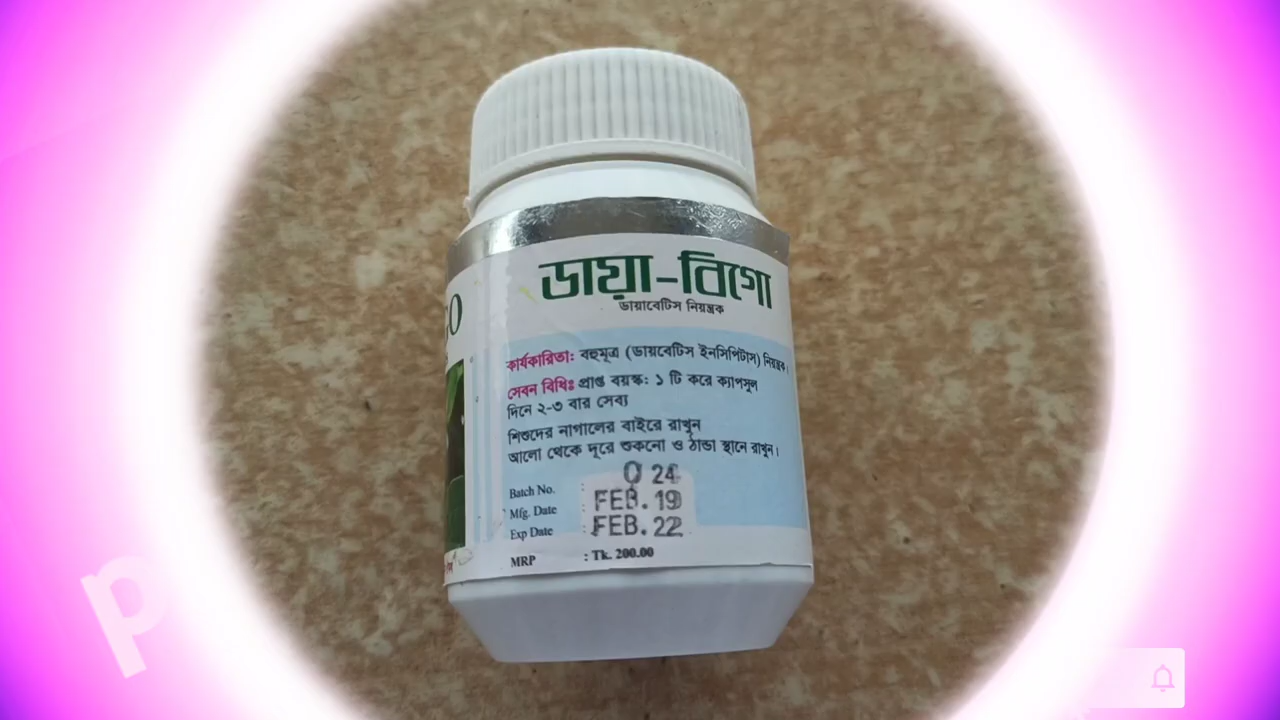 ডায়া-বিগো
ডায়াবেটিস নিয়ন্ত্রক
কার্যকারিতা: বহুমূত্র (ডায়বেটিস ইনসিপিটাস) নিয়ন্ত্রক।
সেবন বিধিঃ প্রাপ্ত বয়স্ক: ১ টি করে ক্যাপসুল
দিনে ২-৩ বার সেব্য
শিশুদের নাগালের বাইরে রাখুন
আলো থেকে দূরে শুকনো ও ঠান্ডা স্থানে রাখুন।
Batch No. : Q 24
Mfg. Date : FEB. 19
Exp Date : FEB. 22
MRP : Tk. 200.00